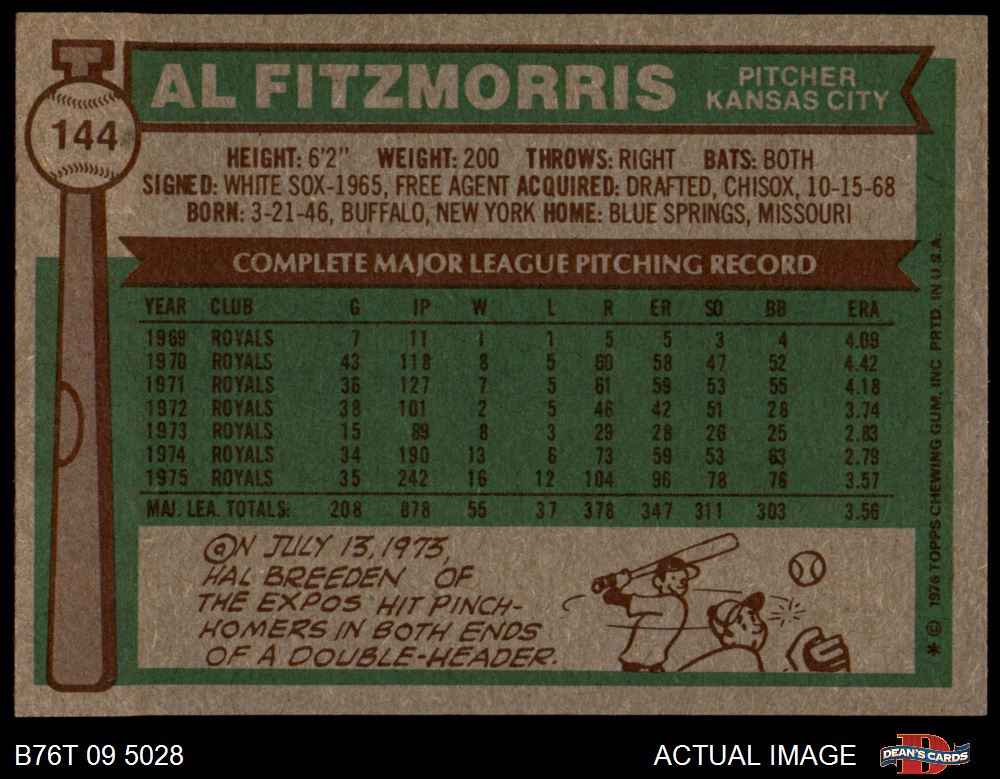 144
AL FITZMORRIS
PITCHER
KANSAS CITY
HEIGHT: 6'2" WEIGHT: 200 THROWS: RIGHT BATS: BOTH
SIGNED: WHITE SOX-1965, FREE AGENT ACQUIRED: DRAFTED, CHISOX, 10-15-68
BORN: 3-21-46, BUFFALO, NEW YORK HOME: BLUE SPRINGS, MISSOURI
COMPLETE MAJOR LEAGUE PITCHING RECORD
YEAR CLUB G IP W L R ER SO BB ERA
1969 ROYALS 7 11 1 1 5 5 3 4 4.09
1970 ROYALS 43 118 8 5 60 58 47 52 4.42
1971 ROYALS 36 127 7 5 61 59 53 55 4.18
1972 ROYALS 38 101 2 5 46 42 51 28 3.74
1973 ROYALS 15 89 8 3 29 28 26 25 2.83
1974 ROYALS 34 190 13 6 73 59 53 63 2.79
1975 ROYALS 35 242 16 12 104 96 78 76 3.57
MAJ. LEA. TOTALS: 208 878 55 37 378 347 311 303 3.56
ON JULY 13, 1973,
HAL BREEDEN OF
THE EXPOS HIT PINCH-
HOMERS IN BOTH ENDS
OF A DOUBLE-HEADER.
* © 1976 TOPPS CHEWING GUM, INC PRTD. IN U.S.A.
B76T 09 5028
ACTUAL IMAGE
DEAN'S CARDS